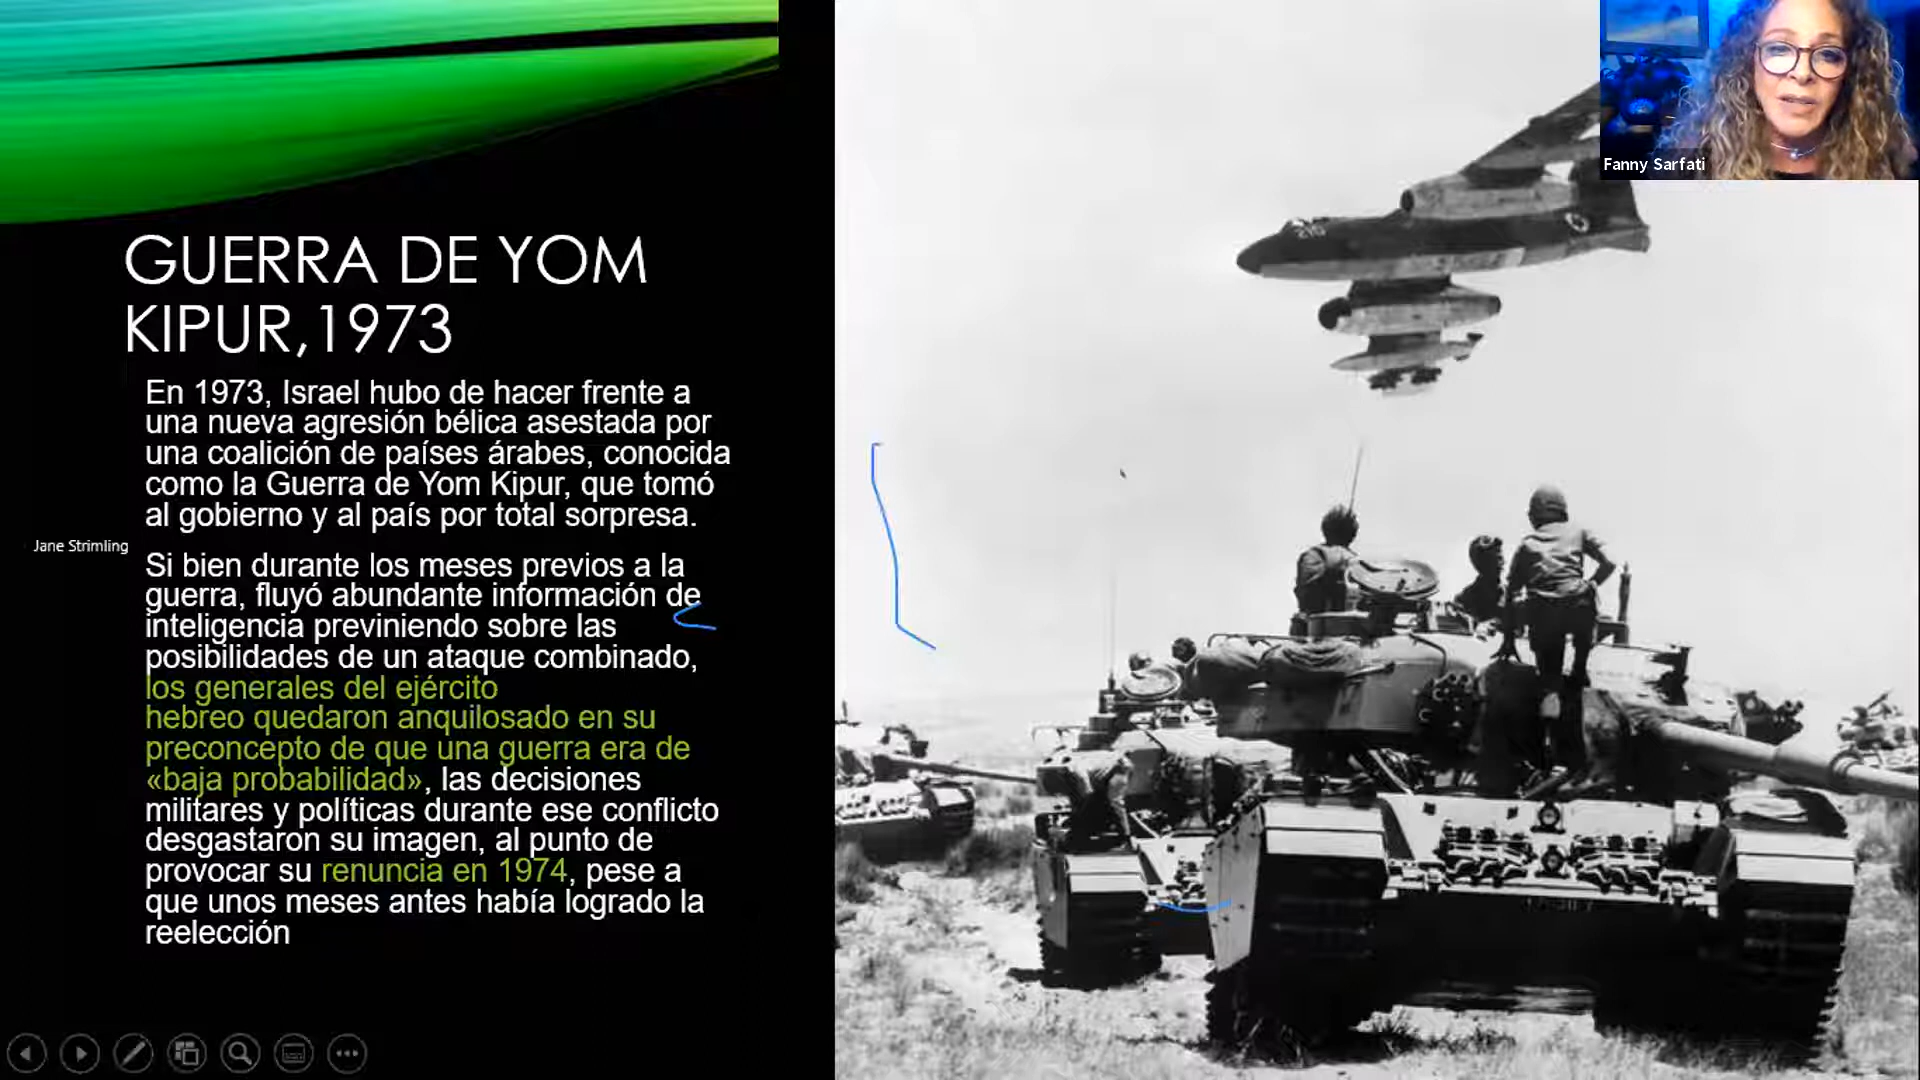 GUERRA DE YOM
KIPUR,1973
En 1973, Israel hubo de hacer frente a
una nueva agresión bélica asestada por
una coalición de países árabes, conocida
como la Guerra de Yom Kipur, que tomó
al gobierno y al país por total sorpresa.
Jane Strimling
Si bien durante los meses previos a la
guerra, fluyó abundante información de
inteligencia previniendo sobre las
posibilidades de un ataque combinado,
los generales del ejército
hebreo quedaron anquilosado en su
preconcepto de que una guerra era de
«baja probabilidad», las decisiones
militares y políticas durante ese conflicto
desgastaron su imagen, al punto de
provocar su renuncia en 1974, pese a
que unos meses antes había logrado la
reelección
Fanny Sarfati